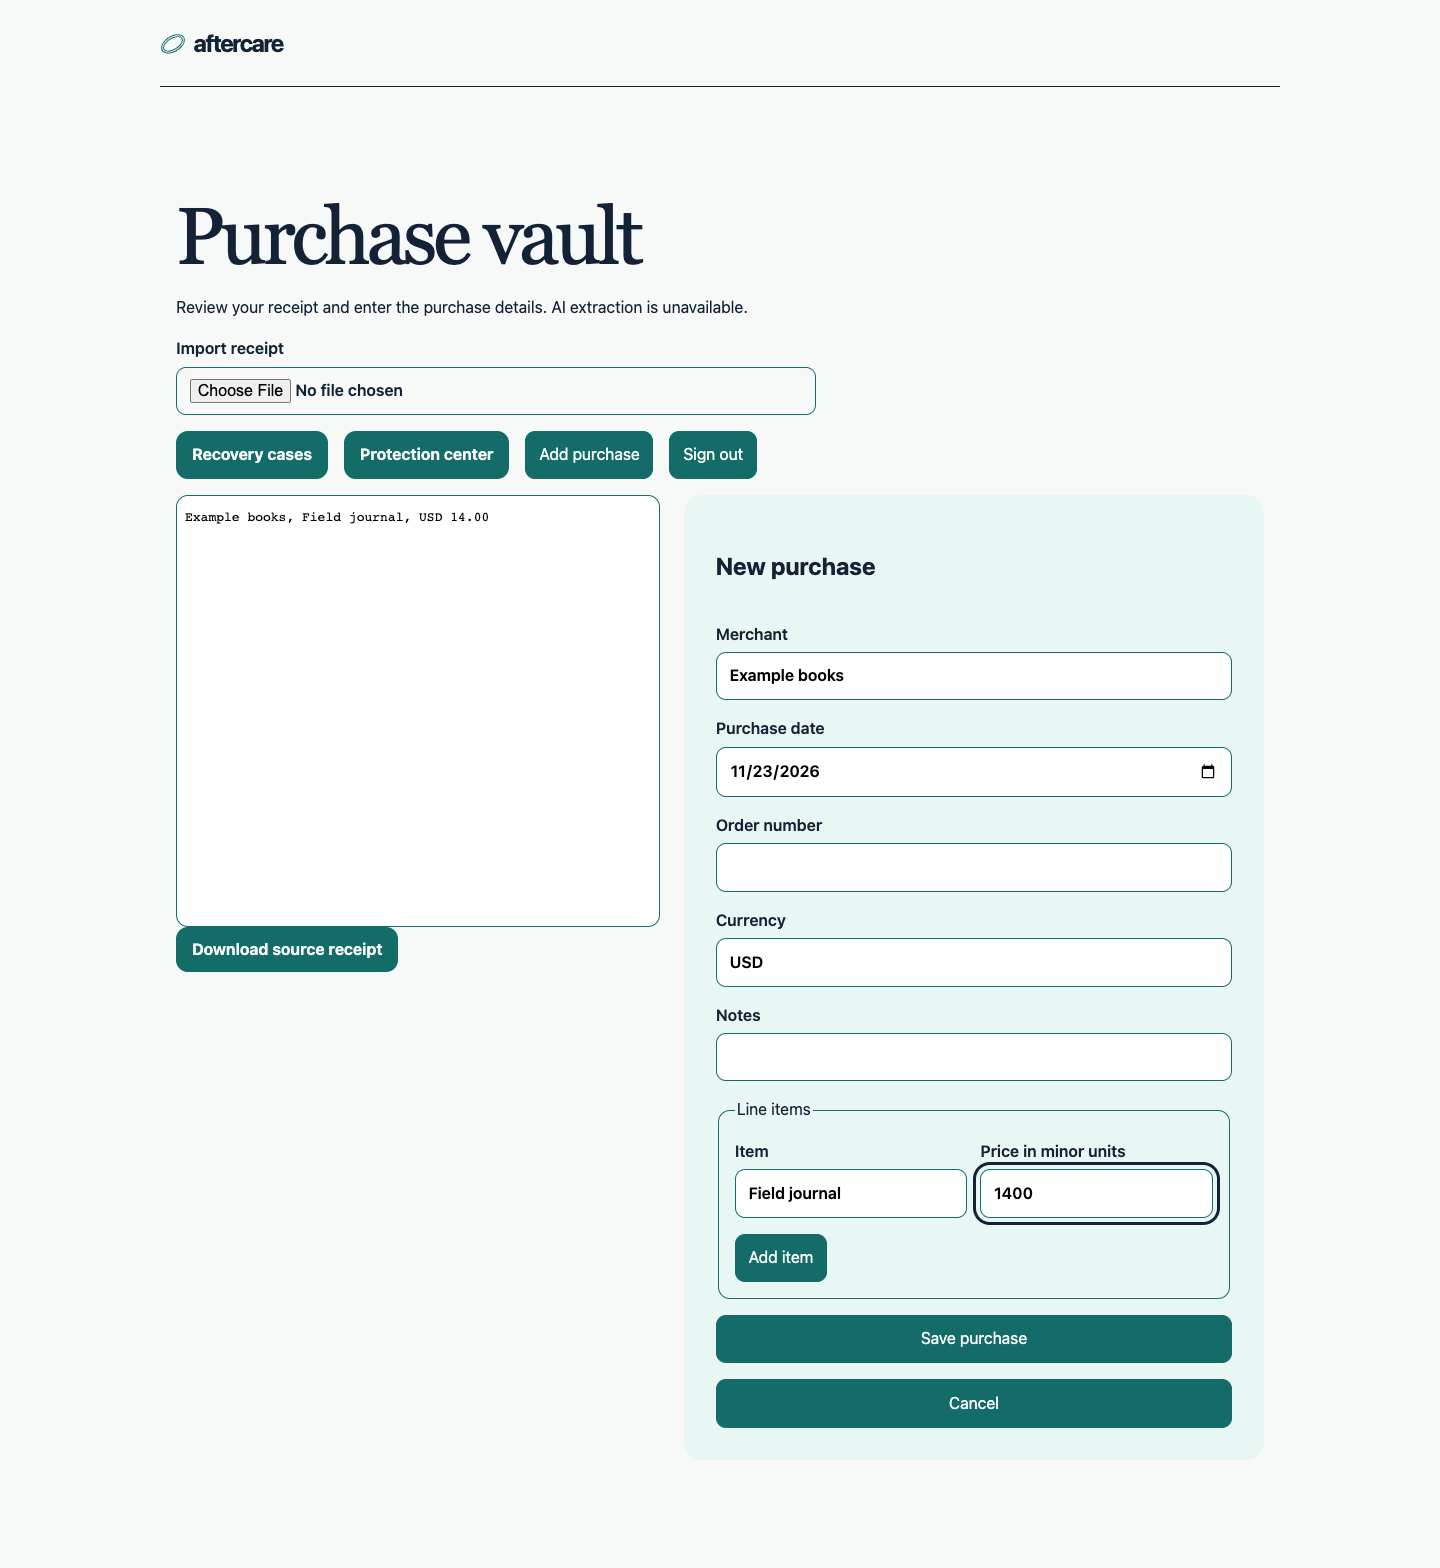 aftercare
Purchase vault
Review your receipt and enter the purchase details. AI extraction is unavailable.
Import receipt
Choose File No file chosen
Recovery cases Protection center Add purchase Sign out
Example books, Field journal, USD 14.00
Download source receipt
New purchase
Merchant
Example books
Purchase date
11/23/2026
Order number
Currency
USD
Notes
Line items
Item Price in minor units
Field journal 1400
Add item
Save purchase
Cancel